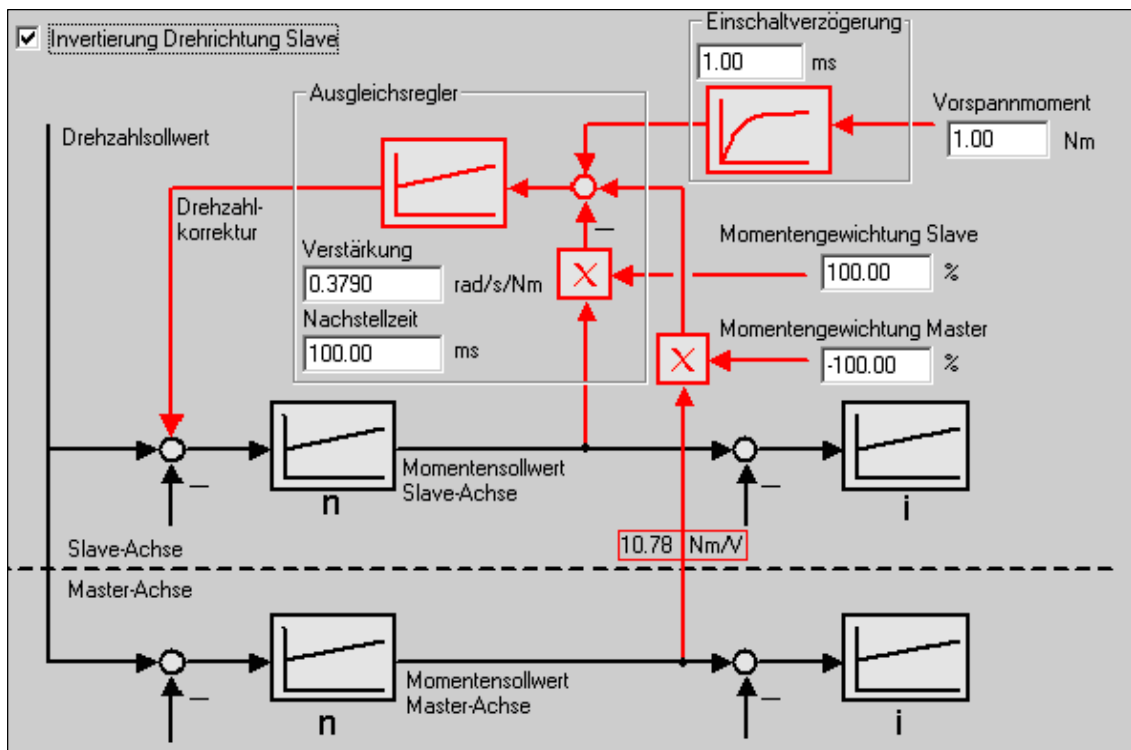 Invertierung Drehrichtung Slave
Einschaltverzögerung
1.00 ms
Ausgleichsregler
Vorspannmoment
1.00 Nm
Drehzahlsollwert
Drehzahl-
korrektur
Verstärkung
0.3790 rad/s/Nm
Nachstellzeit
100.00 ms
Momentengewichtung Slave
100.00 %
Momentengewichtung Master
-100.00 %
X
X
n
Momentensollwert
Slave-Achse
i
10.78 Nm/V
Slave-Achse
Master-Achse
n
Momentensollwert
Master-Achse
i